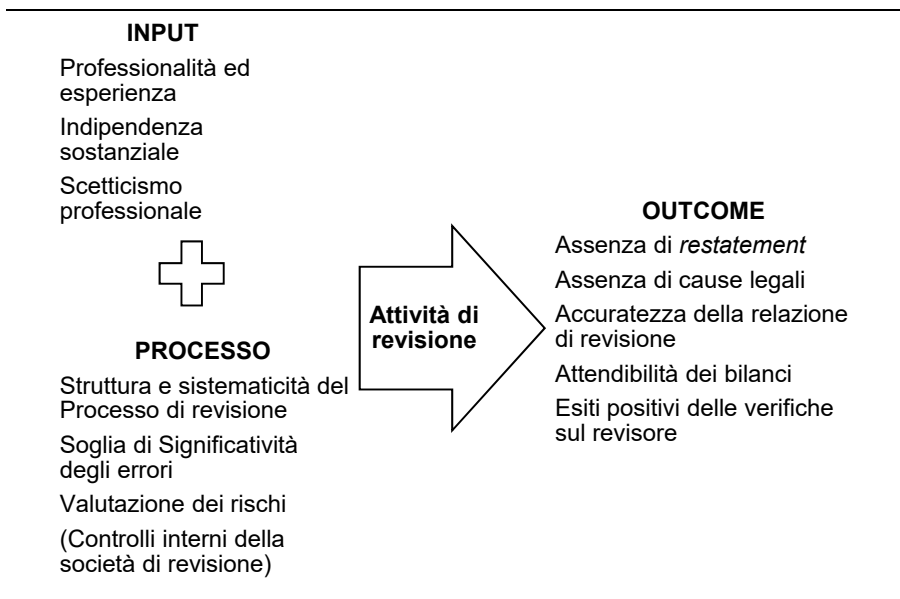 INPUT
Professionalità ed
esperienza
Indipendenza
sostanziale
Scetticismo
professionale
PROCESSO
Struttura e sistematicità del
Processo di revisione
Soglia di Significatività
degli errori
Valutazione dei rischi
(Controlli interni della
società di revisione)
Attività di
revisione
OUTCOME
Assenza di restatement
Assenza di cause legali
Accuratezza della relazione
di revisione
Attendibilità dei bilanci
Esiti positivi delle verifiche
sul revisore